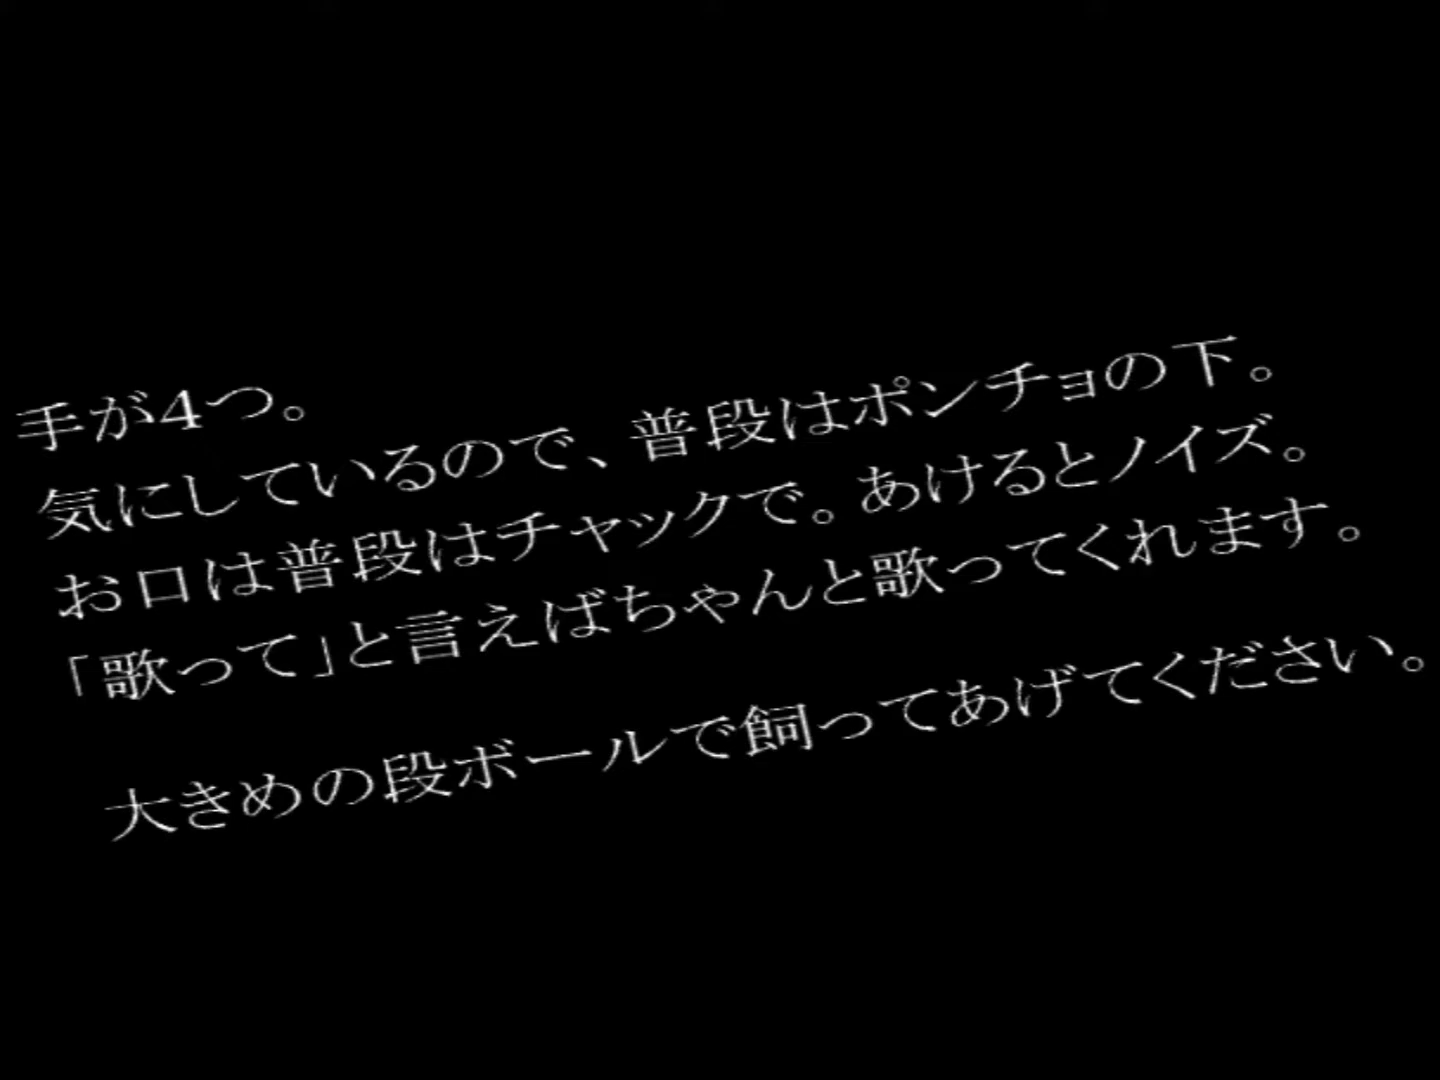 手が4つ。
気にしているので、普段はポンチョの下。
お口は普段はチャックで。あけるとノイズ。
「歌って」と言えばちゃんと歌ってくれます。
大きめの段ボールで飼ってあげてください。